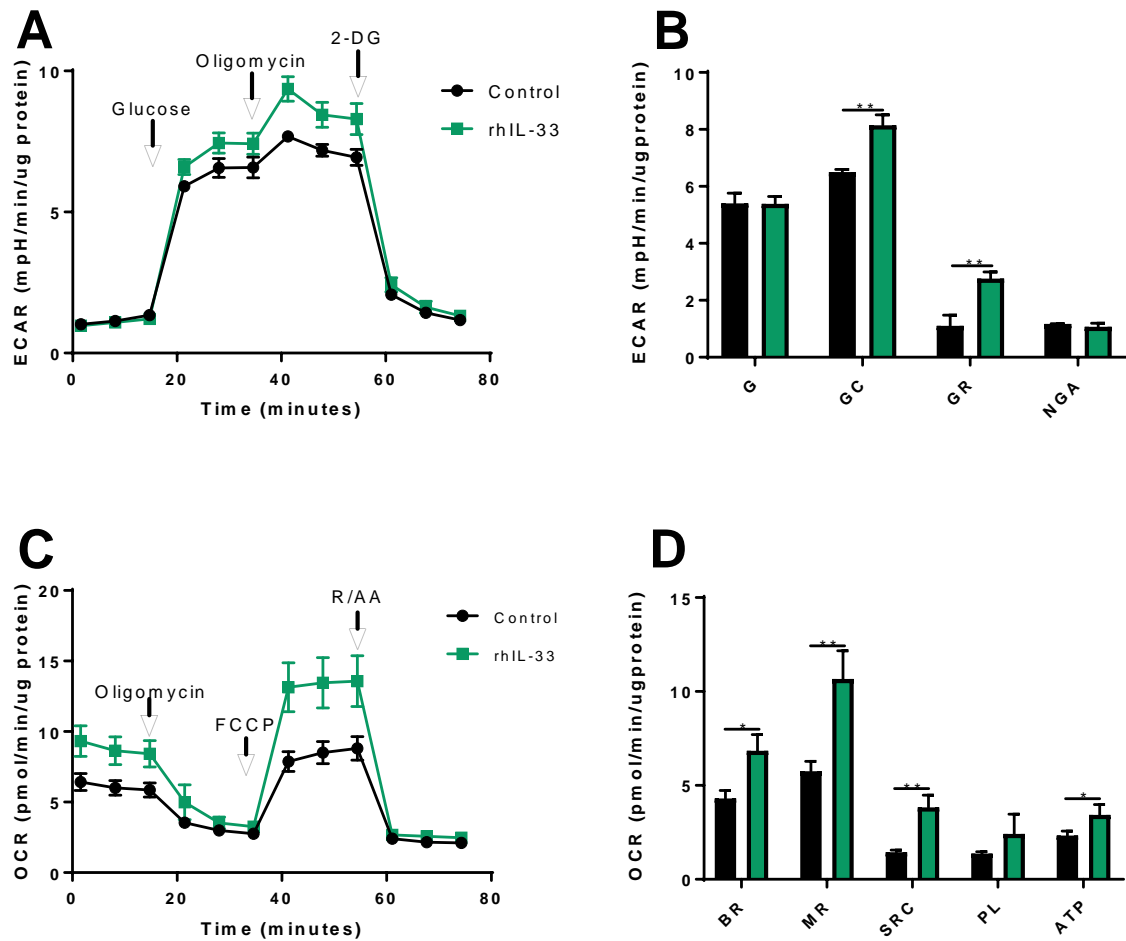 A
2-DG
Oligomycin
Glucose
Control
rhIL-33
10
5
0
ECAR (mpH/min/ug protein)
0 20 40 60 80
Time (minutes)
B
10
8
6
4
2
0
ECAR (mpH/min/ugprotein)
**
**
G GC GR NGA
C
R/AA
Oligomycin
FCCP
Control
rhIL-33
20
15
10
5
0
OCR (pmol/min/ug protein)
0 20 40 60 80
Time (minutes)
D
15
10
5
0
OCR (pmol/min/ugprotein)
*
**
**
*
BR MR SRC PL ATP